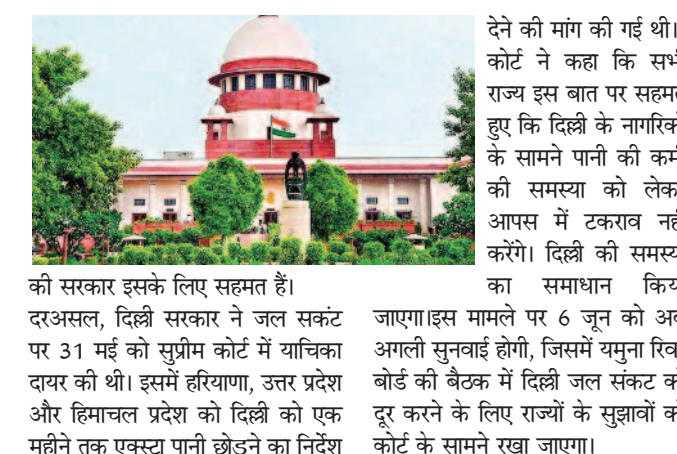 की सरकार इसके लिए सहमत हैं।
दरअसल, दिल्ली सरकार ने जल सकंट
पर 31 मई को सुप्रीम कोर्ट में याचिका
दायर की थी। इसमें हरियाणा, उत्तर प्रदेश
और हिमाचल प्रदेश को दिल्ली को एक
महीने तक एक्स्ट्रा पानी छोड़ने का निर्देश
देने की मांग की गई थी।
कोर्ट ने कहा कि सभी
राज्य इस बात पर सहमत
हुए कि दिल्ली के नागरिकों
के सामने पानी की कमी
की समस्या को लेक
आपस में टकराव नहीं
करेंगे। दिल्ली की समस्य
का समाधान किय
जाएगा।इस मामले पर 6 जून को अब
अगली सुनवाई होगी, जिसमें यमुना रिव
बोर्ड की बैठक में दिल्ली जल संकट को
दूर करने के लिए राज्यों के सुझावों को
कोर्ट के सामने रखा जाएगा।